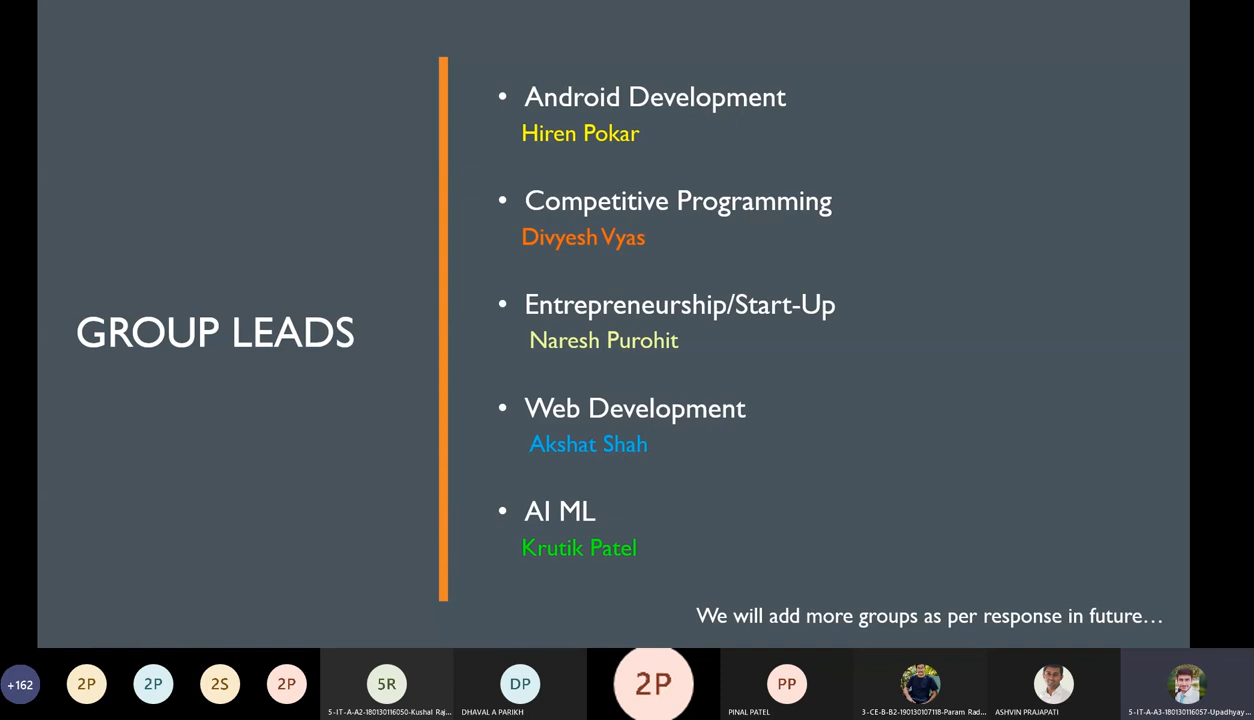 GROUP LEADS
• Android Development
Hiren Pokar
• Competitive Programming
Divyesh Vyas
• Entrepreneurship/Start-Up
Naresh Purohit
• Web Development
Akshat Shah
• AI ML
Krutik Patel
We will add more groups as per response in future...
+162
2P
2P
2S
2P
5R
5-IT-A-A2-180130116050-Kushal Raj...
DP
DHAVAL A PARIKH
2P
PP
PINAL PATEL
3-CE-B-B2-190130107118-Param Rad...
ASHVIN PRAJAPATI
5-IT-A-A3-180130116057-Upadhyay...